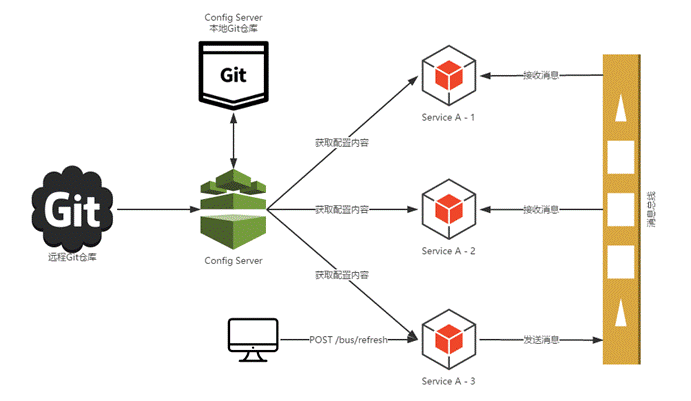 Config Server
本地Git仓库
Git
获取配置内容
Service A - 1
接收消息
Git
远程Git仓库
Config Server
获取配置内容
Service A - 2
接收消息
消息总线
获取配置内容
POST /bus/refresh
Service A - 3
发送消息